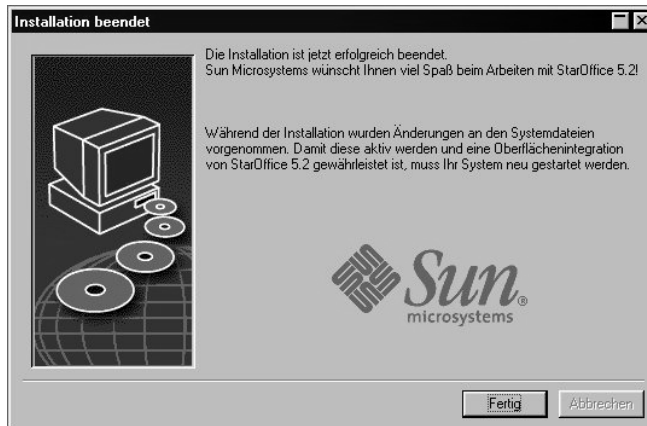 Installation beendet
Die Installation ist jetzt erfolgreich beendet.
Sun Microsystems wünscht Ihnen viel Spaß beim Arbeiten mit StarOffice 5.2!
Während der Installation wurden Änderungen an den Systemdateien
vorgenommen. Damit diese aktiv werden und eine Oberflächenintegration
von StarOffice 5.2 gewährleistet ist, muss Ihr System neu gestartet werden.
Sun®
microsystems
Fertig
Abbrechen